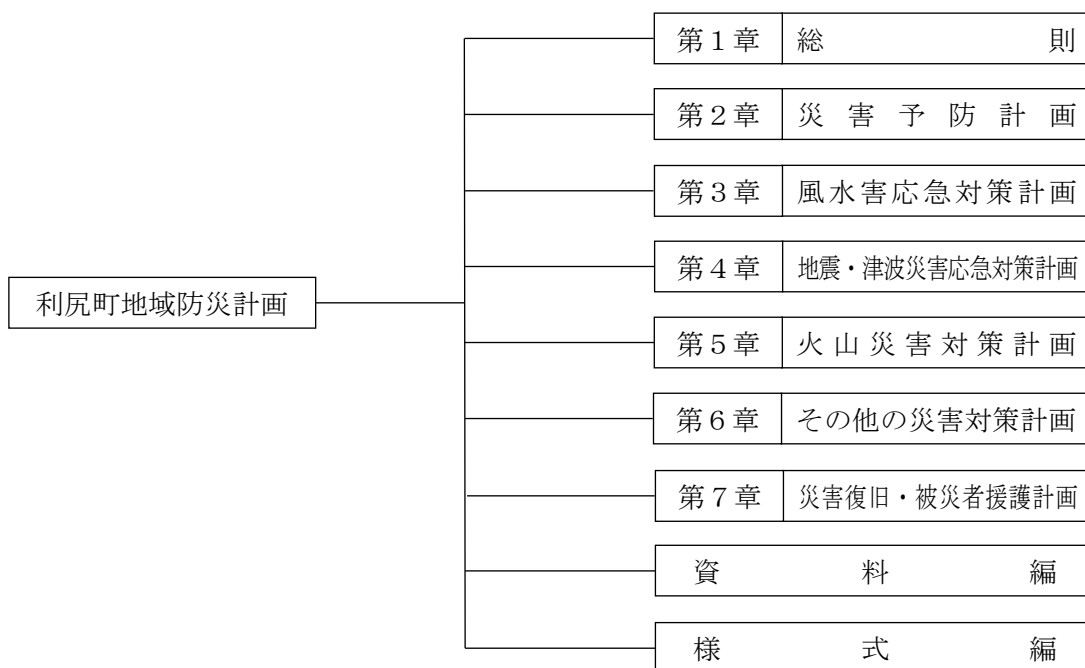 第１章 総則
第２章 災害予防計画
第３章 風水害応急対策計画
第４章 地震・津波災害応急対策計画
利尻町地域防災計画
第５章 火山災害対策計画
第６章 その他の災害対策計画
第７章 災害復旧・被災者援護計画
資料編
様式編